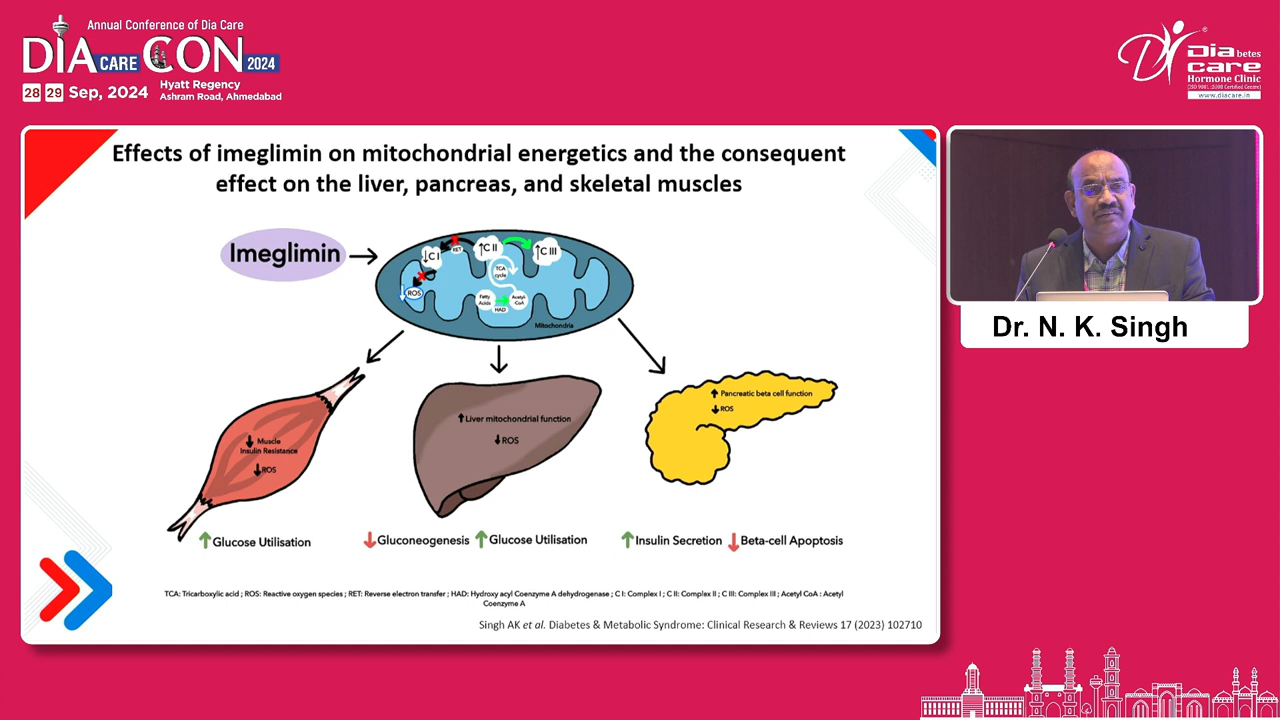 Annual Conference of Dia Care
DIA CARE CON 2024
28 29 Sep, 2024
Hyatt Regency
Ashram Road, Ahmedabad
Diabetes
care
Hormone Clinic
(ISO 9001:2008 Certified Centre)
www.diacare.in
Effects of imeglimin on mitochondrial energetics and the consequent
effect on the liver, pancreas, and skeletal muscles
Imeglimin
↓C I
RET
↑C II
↑C III
TCA
cycle
ROS
Fatty
Acids
HAD
Acetyl
-CoA
Mitochondria
↓ Muscle
Insulin Resistance
↓ROS
↑Liver mitochondrial function
↓ROS
↑ Pancreatic beta cell function
↓ ROS
↑Glucose Utilisation
↓Gluconeogenesis ↑Glucose Utilisation
↑Insulin Secretion ↓Beta-cell Apoptosis
TCA: Tricarboxylic acid ; ROS: Reactive oxygen species ; RET: Reverse electron transfer ; HAD: Hydroxy acyl Coenzyme A dehydrogenase ; C I: Complex I ; C II: Complex II ; C III: Complex III ; Acetyl CoA : Acetyl
Coenzyme A
Singh AK et al. Diabetes & Metabolic Syndrome: Clinical Research & Reviews 17 (2023) 102710
Dr. N. K. Singh